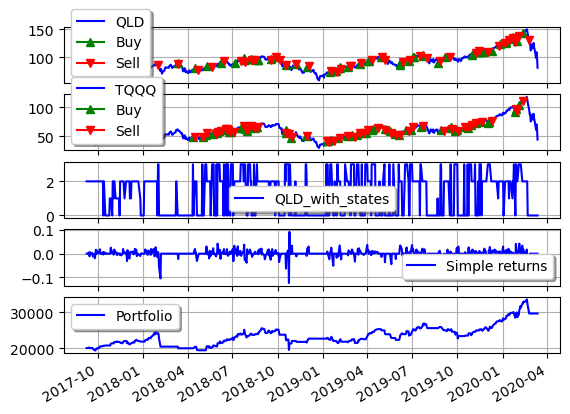 QLD
Buy
Sell
150
100
TQQQ
Buy
Sell
100
50
QLD_with_states
2
0
Simple returns
0.1
0.0
−0.1
Portfolio
30000
20000
2017-10
2018-01
2018-04
2018-07
2018-10
2019-01
2019-04
2019-07
2019-10
2020-01
2020-04